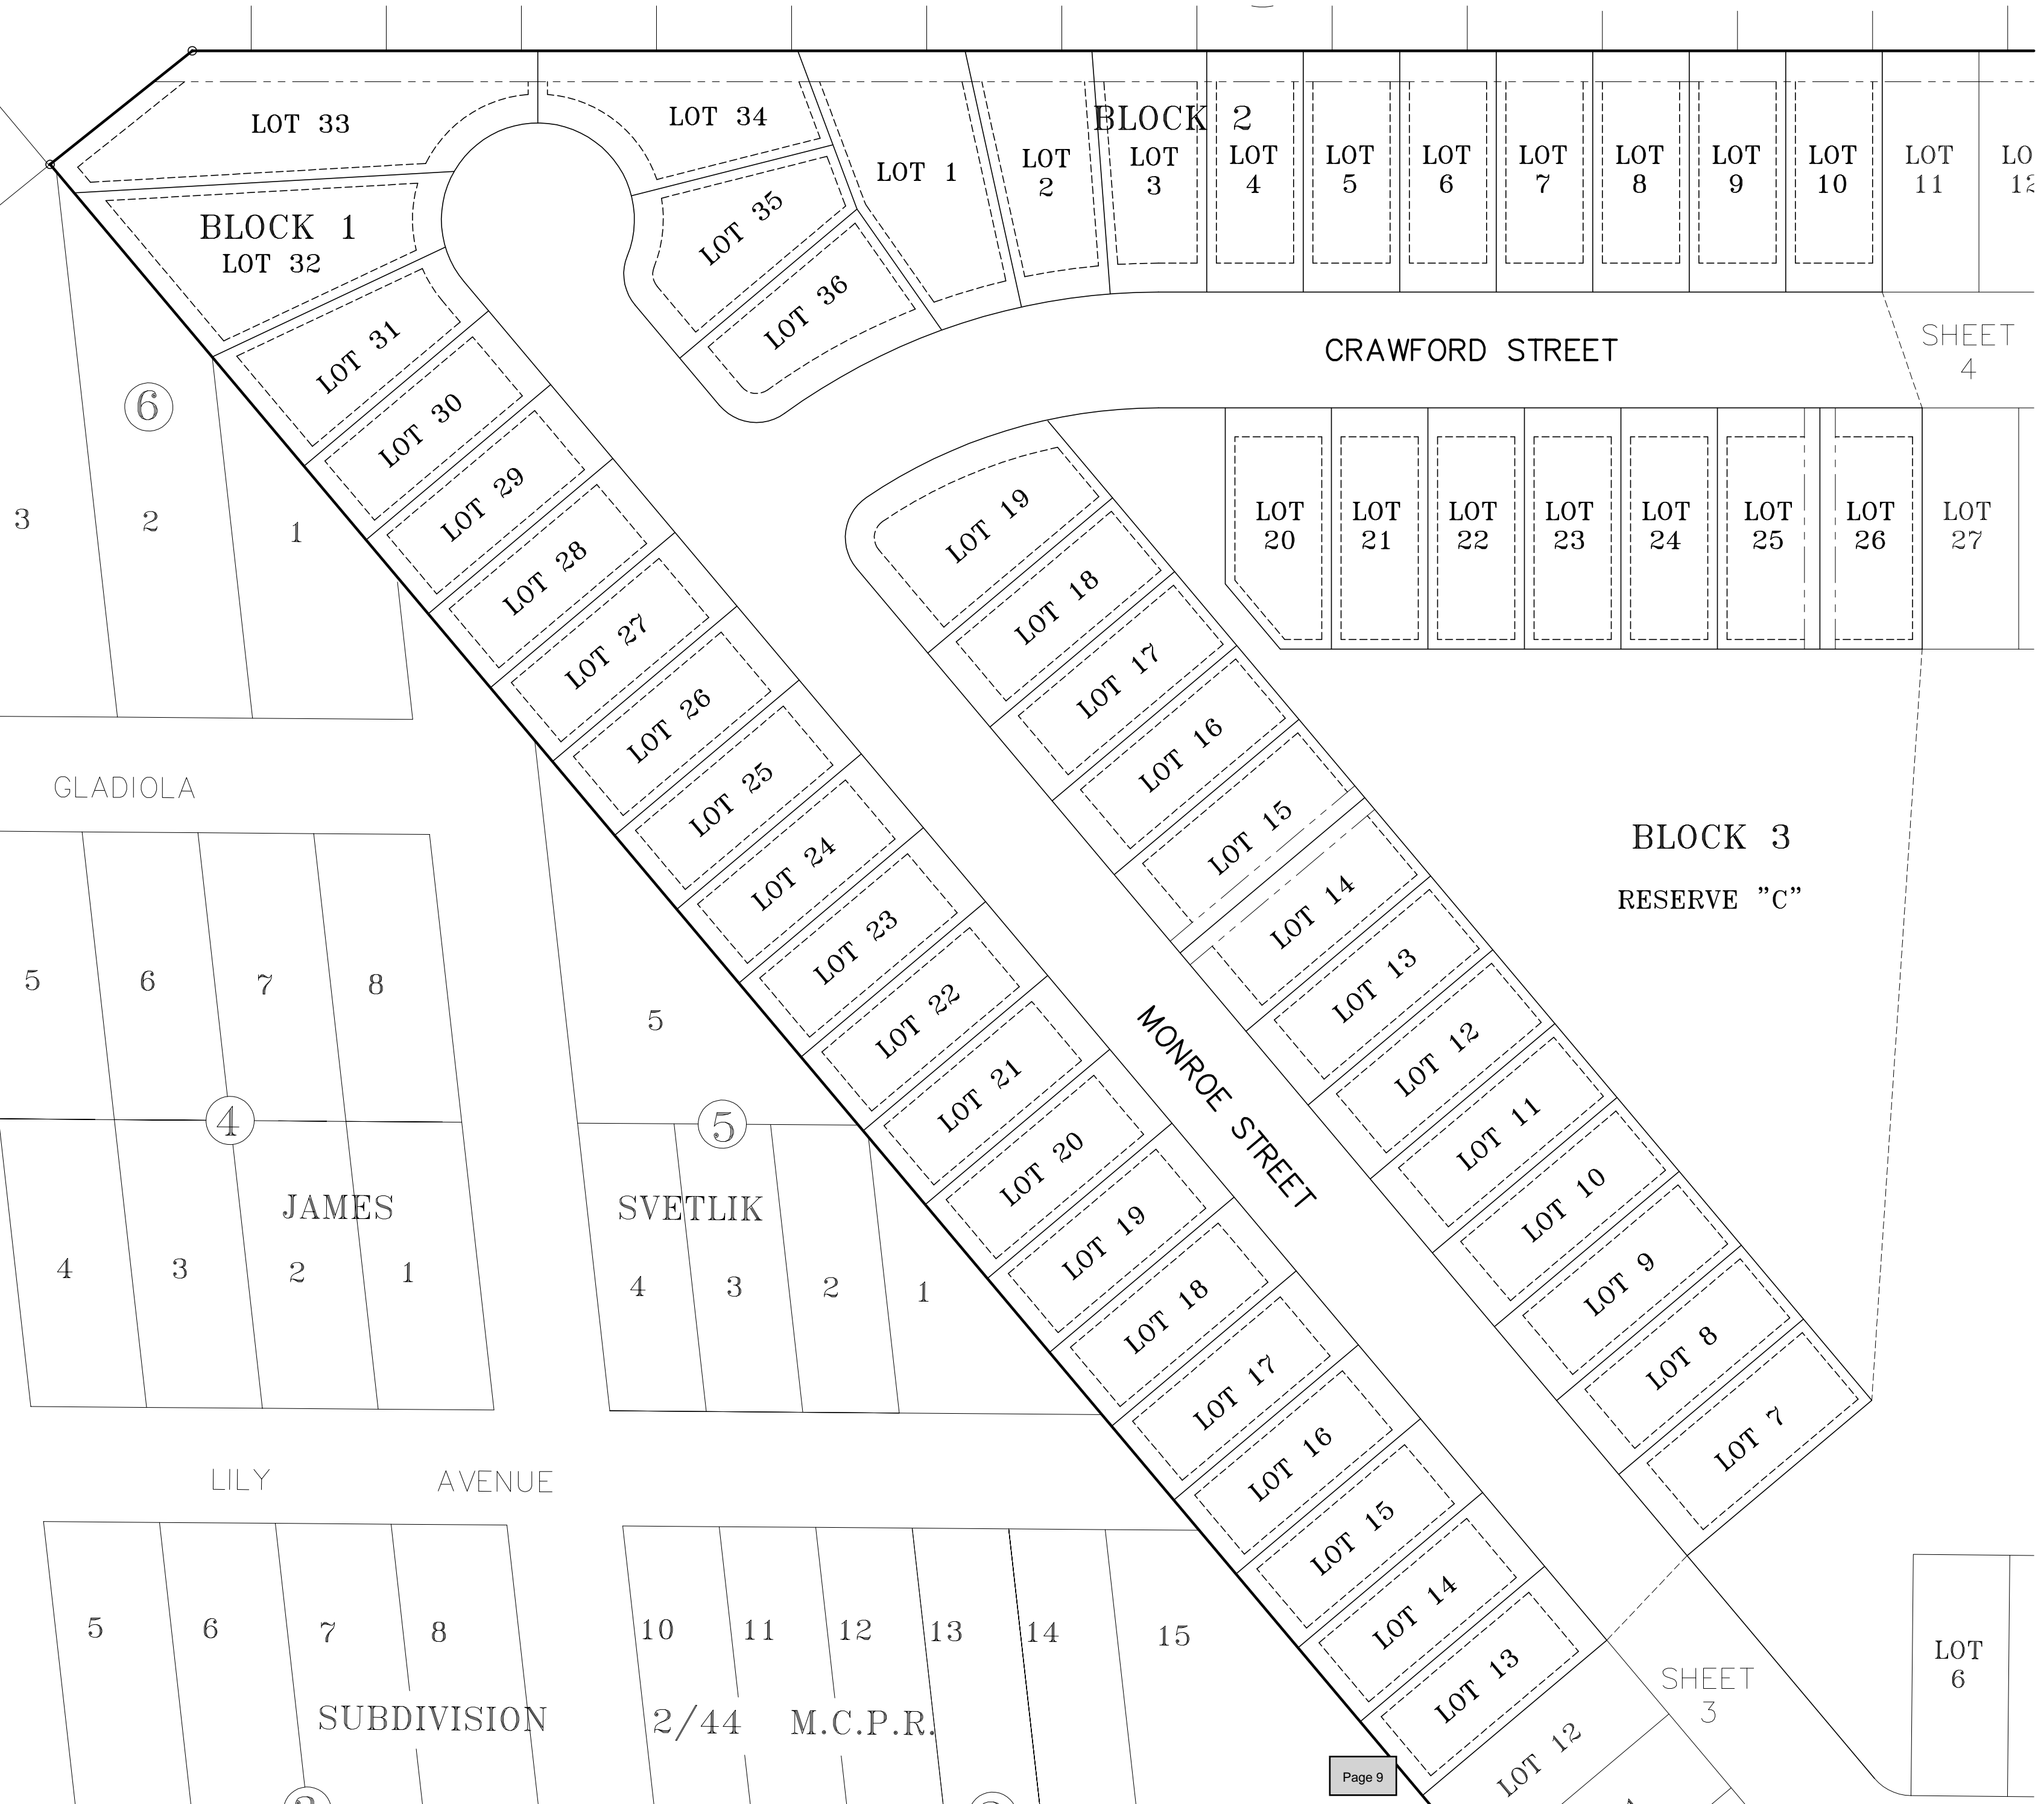 LOT 33
LOT 34
BLOCK 2
LOT 1
LOT
2
LOT
3
LOT
4
LOT
5
LOT
6
LOT
7
LOT
8
LOT
9
LOT
10
LOT
11
BLOCK 1
LOT 32
LOT 35
LOT 36
LOT 31
LOT 30
LOT 29
LOT 28
LOT 27
LOT 26
LOT 25
LOT 24
LOT 23
LOT 22
LOT 21
LOT 20
LOT 19
LOT 18
LOT 17
LOT 16
LOT 15
LOT 14
LOT 13
LOT 12
CRAWFORD STREET
SHEET
4
LOT 19
LOT 18
LOT 17
LOT 16
LOT 15
LOT 14
LOT 13
LOT 12
LOT 11
LOT 10
LOT 9
LOT 8
LOT 7
LOT
20
LOT
21
LOT
22
LOT
23
LOT
24
LOT
25
LOT
26
LOT
27
BLOCK 3
RESERVE "C"
MONROE STREET
6
3
2
1
GLADIOLA
5
6
7
8
5
4
5
JAMES
SVETLIK
4
3
2
1
4
3
2
1
LILY AVENUE
5
6
7
8
10
11
12
13
14
15
SUBDIVISION
2/44 M.C.P.R.
SHEET
3
LOT
6
Page 9